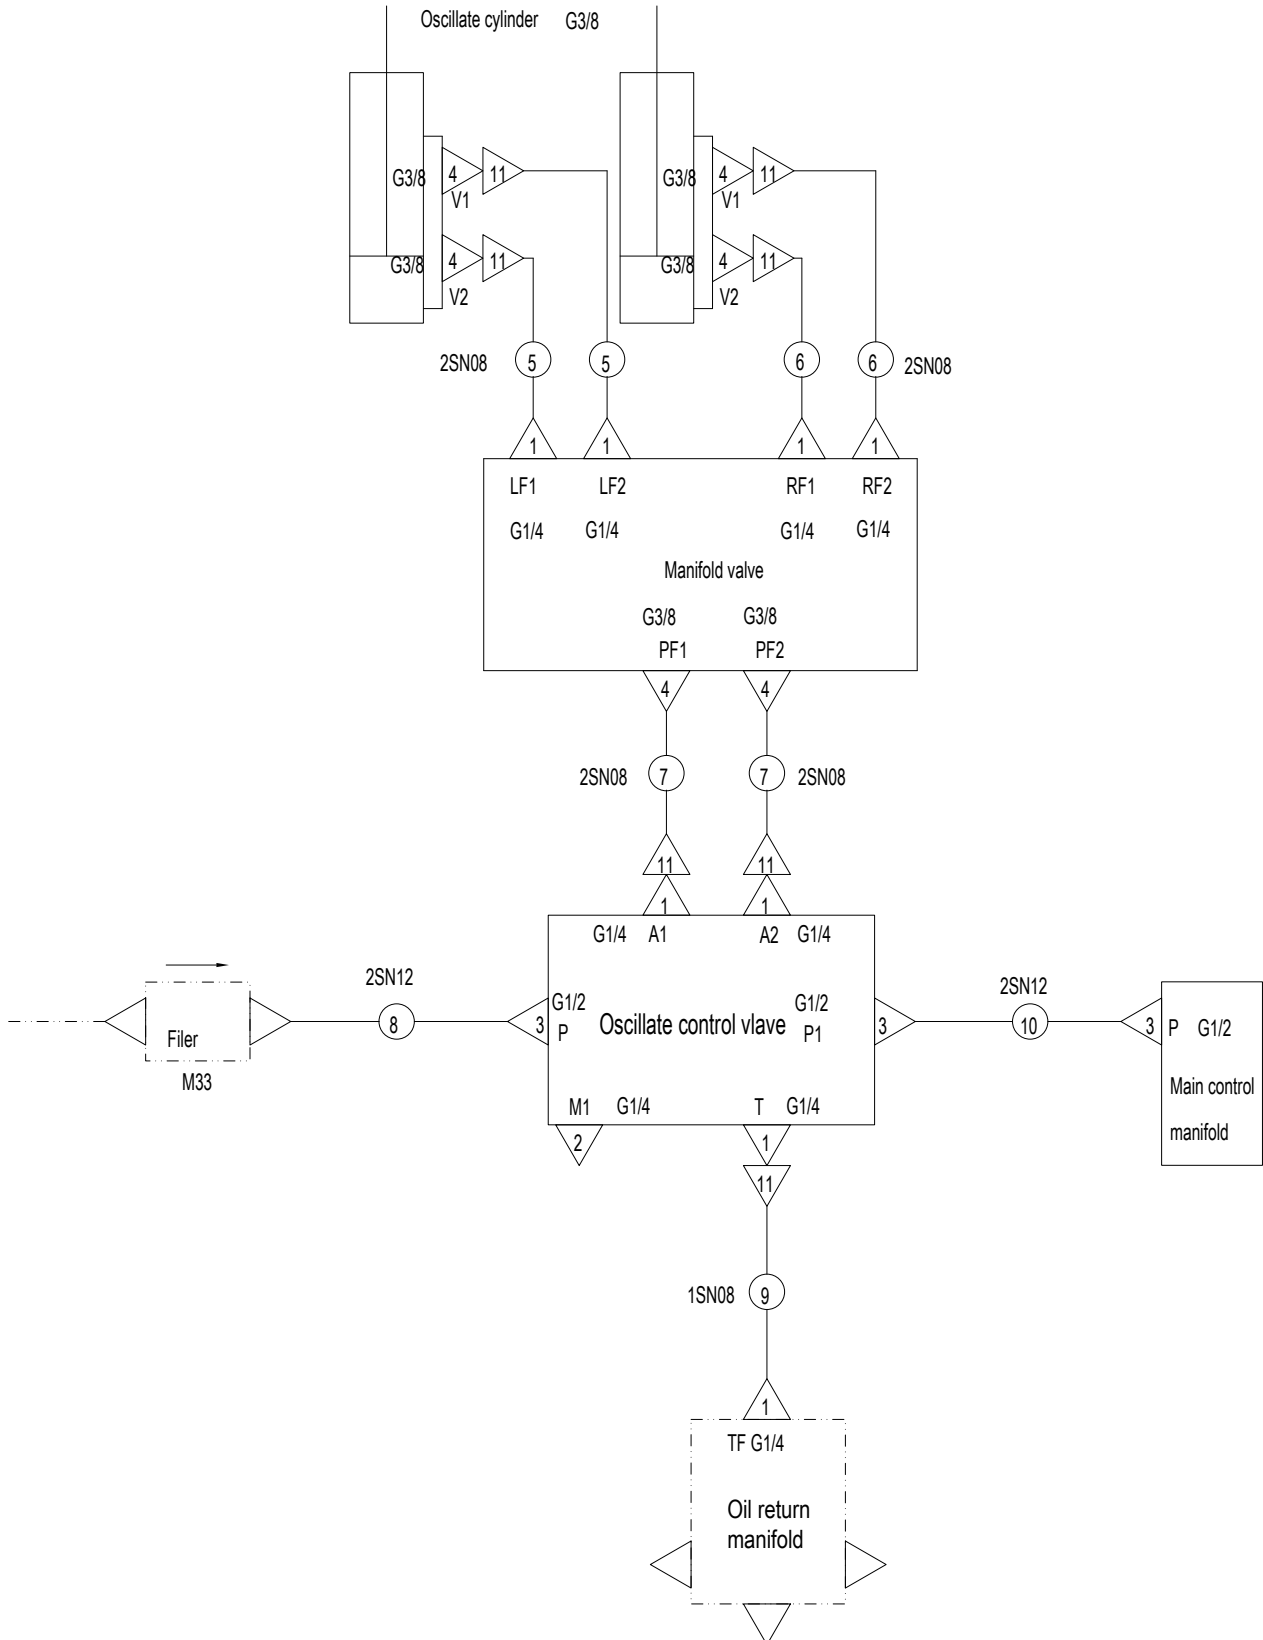 Oscillate cylinder G3/8
G3/8 4 11 G3/8 4 11
V1 V1
G3/8 4 11 G3/8 4 11
V2 V2
2SN08 5 5 6 6 2SN08
1 1 1 1
LF1 LF2 RF1 RF2
G1/4 G1/4 G1/4 G1/4
Manifold valve
G3/8 G3/8
PF1 PF2
4 4
2SN08 7 7 2SN08
11 11
1 1
G1/4 A1 A2 G1/4
2SN12 2SN12
G1/2 G1/2
8 3 Oscillate control vlave 3 10 3 P G1/2
Filer P P1
M33 Main control
manifold
M1 G1/4 T G1/4
2 1
11
1SN08 9
1
TF G1/4
Oil return
manifold